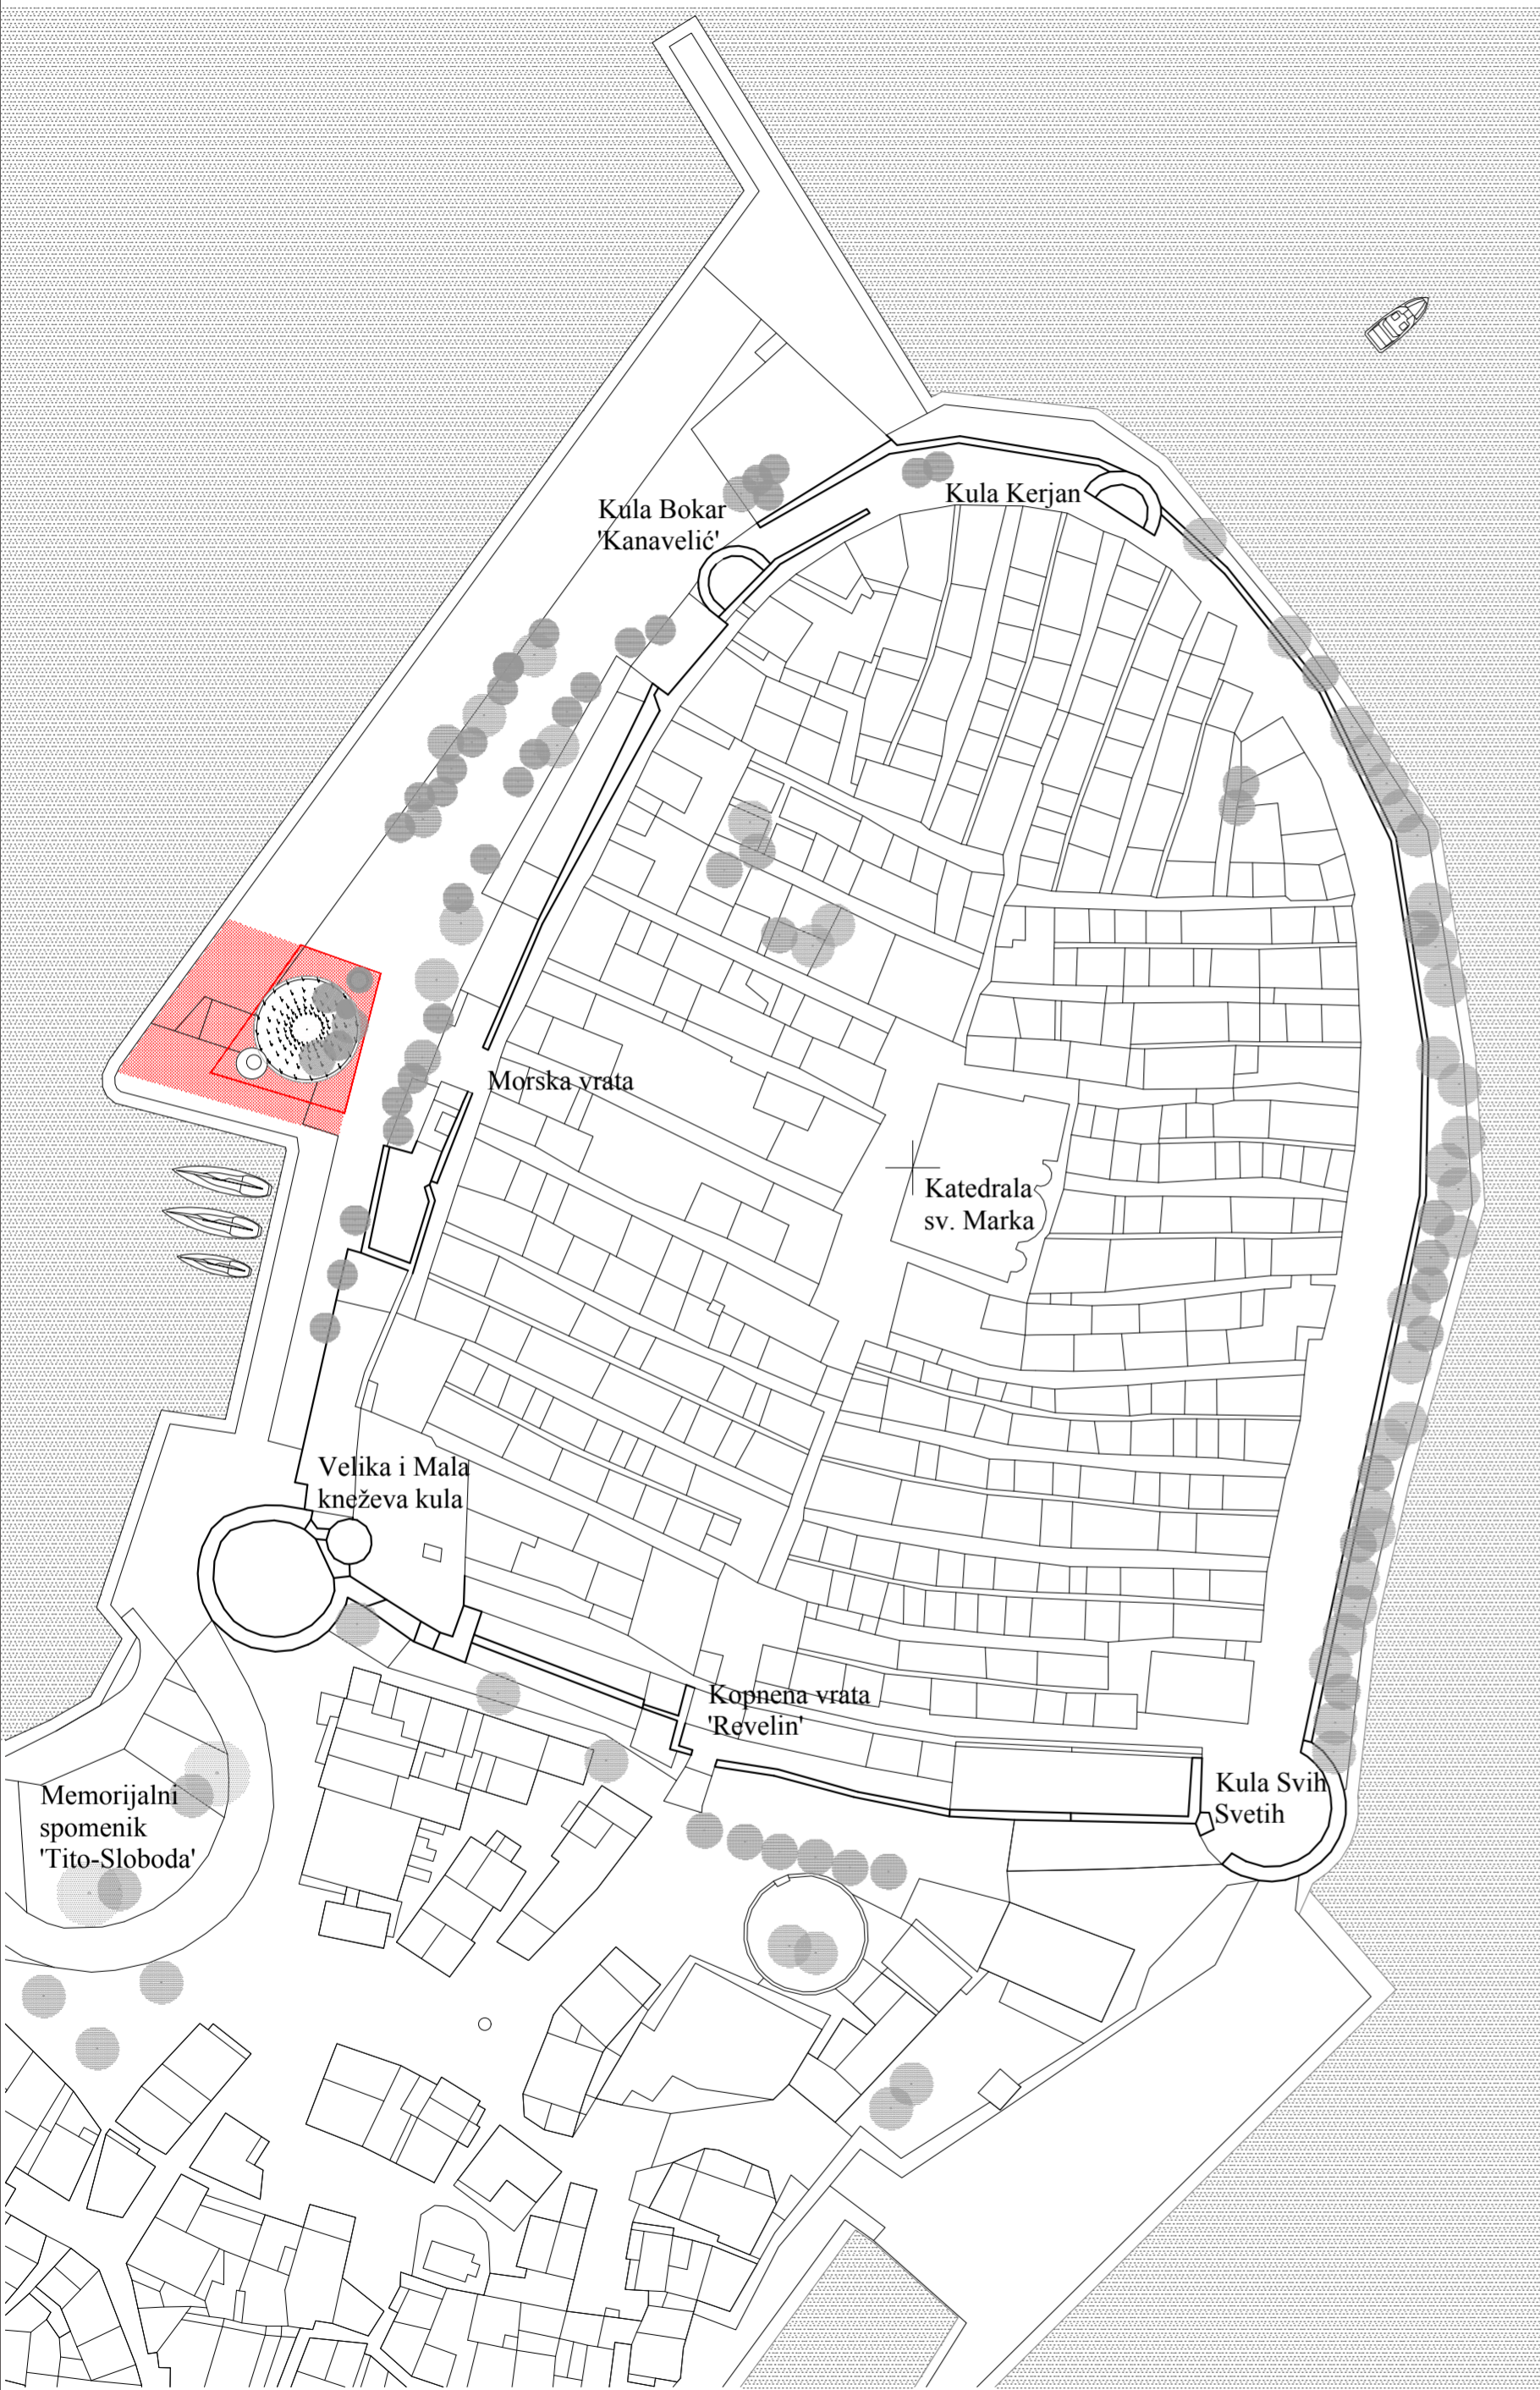 Kula Kerjan
Kula Bokar
'Kanavelić'
Morska vrata
Katedrala
sv. Marka
Velika i Mala
kneževa kula
Kopnena vrata
'Revelin'
Kula Svih
Svetih
Memorijalni
spomenik
'Tito-Sloboda'